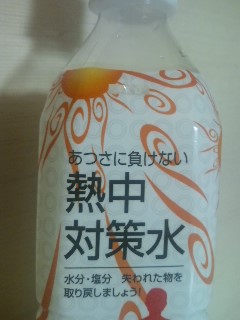 あつさに負けない
熱中
対策水
水分・塩分 失われた物を
取り戻しましょう!